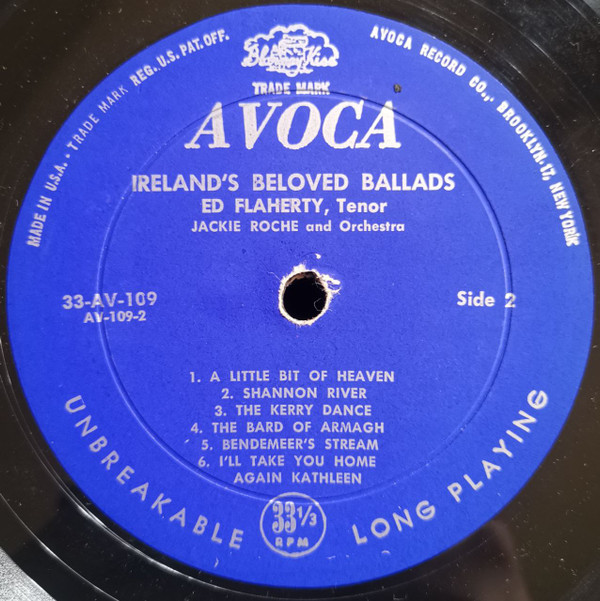 MADE IN U.S.A. • TRADE MARK REG. U.S. PAT. OFF.
Blarney Kiss
TRADE MARK
AVOCA RECORD CO., BROOKLYN-17, NEW YORK
AVOCA
IRELAND'S BELOVED BALLADS
ED FLAHERTY, Tenor
JACKIE ROCHE and Orchestra
33-AV-109
AV-109-2
Side 2
1. A LITTLE BIT OF HEAVEN
2. SHANNON RIVER
3. THE KERRY DANCE
4. THE BARD OF ARMAGH
5. BENDEMEER'S STREAM
6. I'LL TAKE YOU HOME
AGAIN KATHLEEN
UNBREAKABLE
33 1/3
RPM
LONG PLAYING